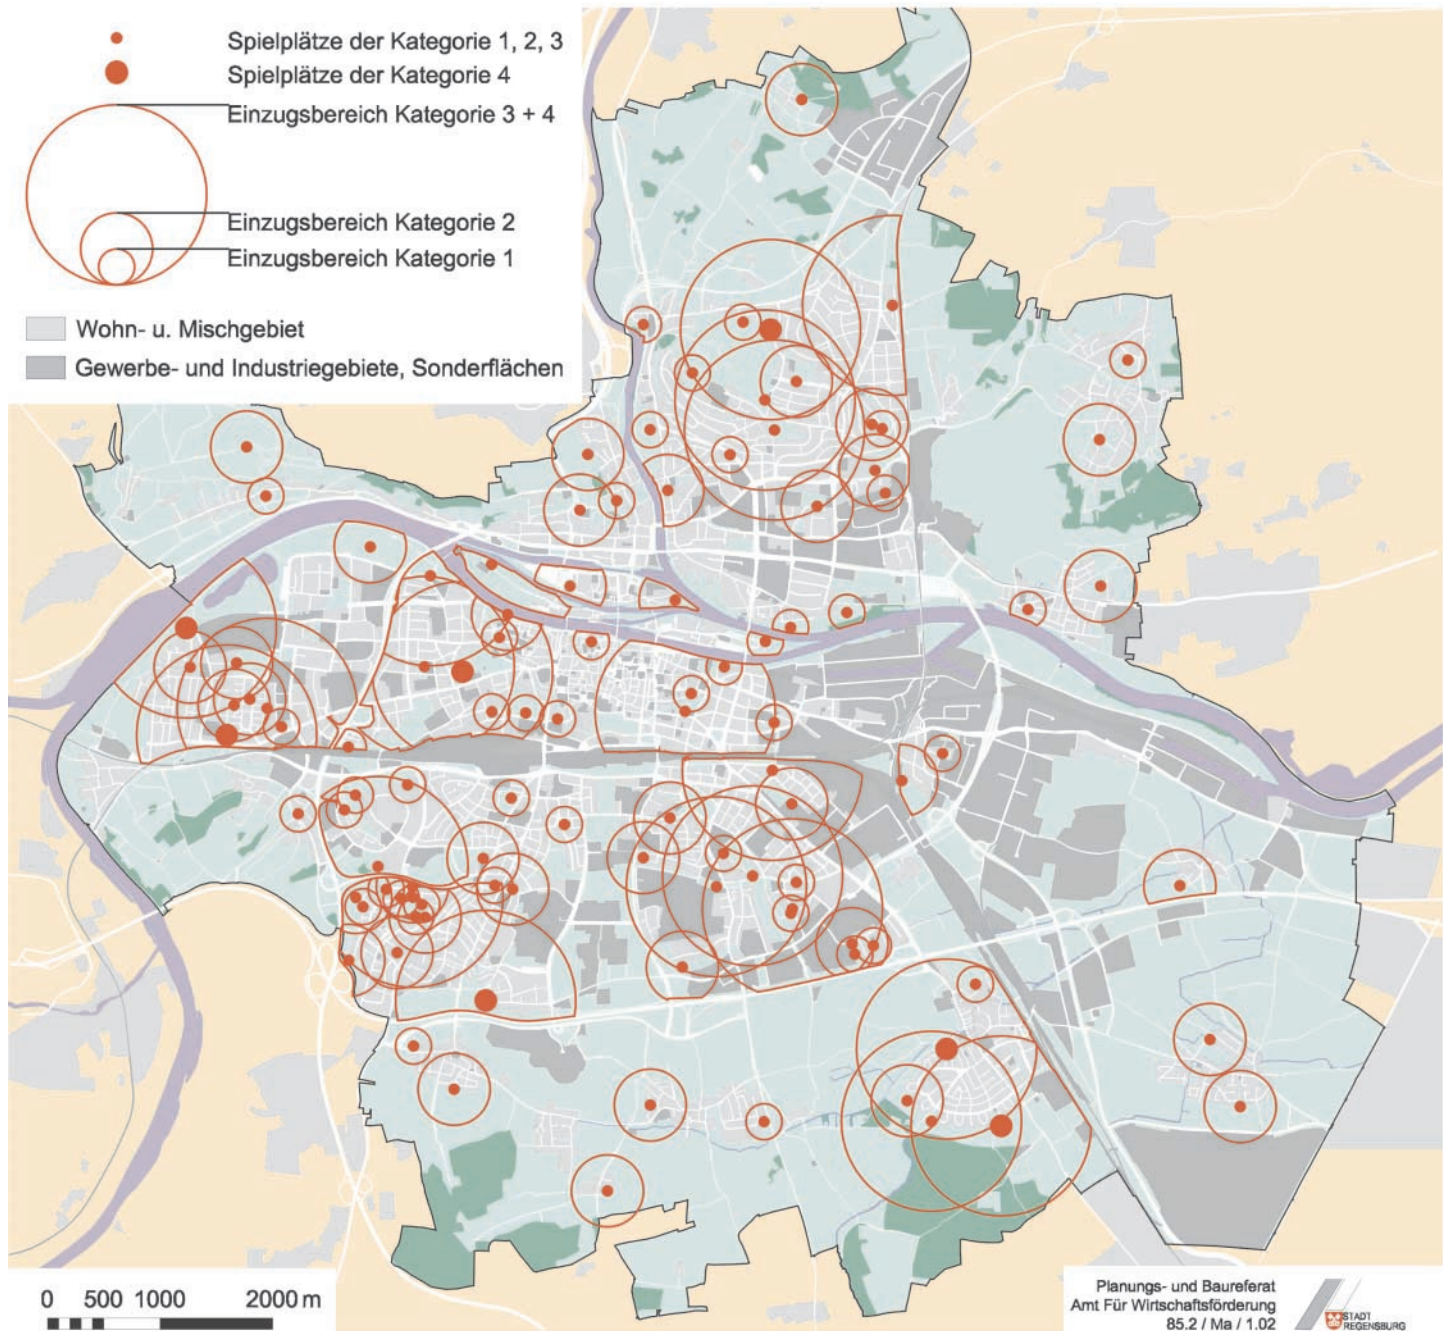 Spielplätze der Kategorie 1, 2, 3
Spielplätze der Kategorie 4
Einzugsbereich Kategorie 3 + 4
Einzugsbereich Kategorie 2
Einzugsbereich Kategorie 1
Wohn- u. Mischgebiet
Gewerbe- und Industriegebiete, Sonderflächen
0 500 1000 2000 m
Planungs- und Baureferat
Amt Für Wirtschaftsförderung
85.2 / Ma / 1.02
STADT
REGENSBURG